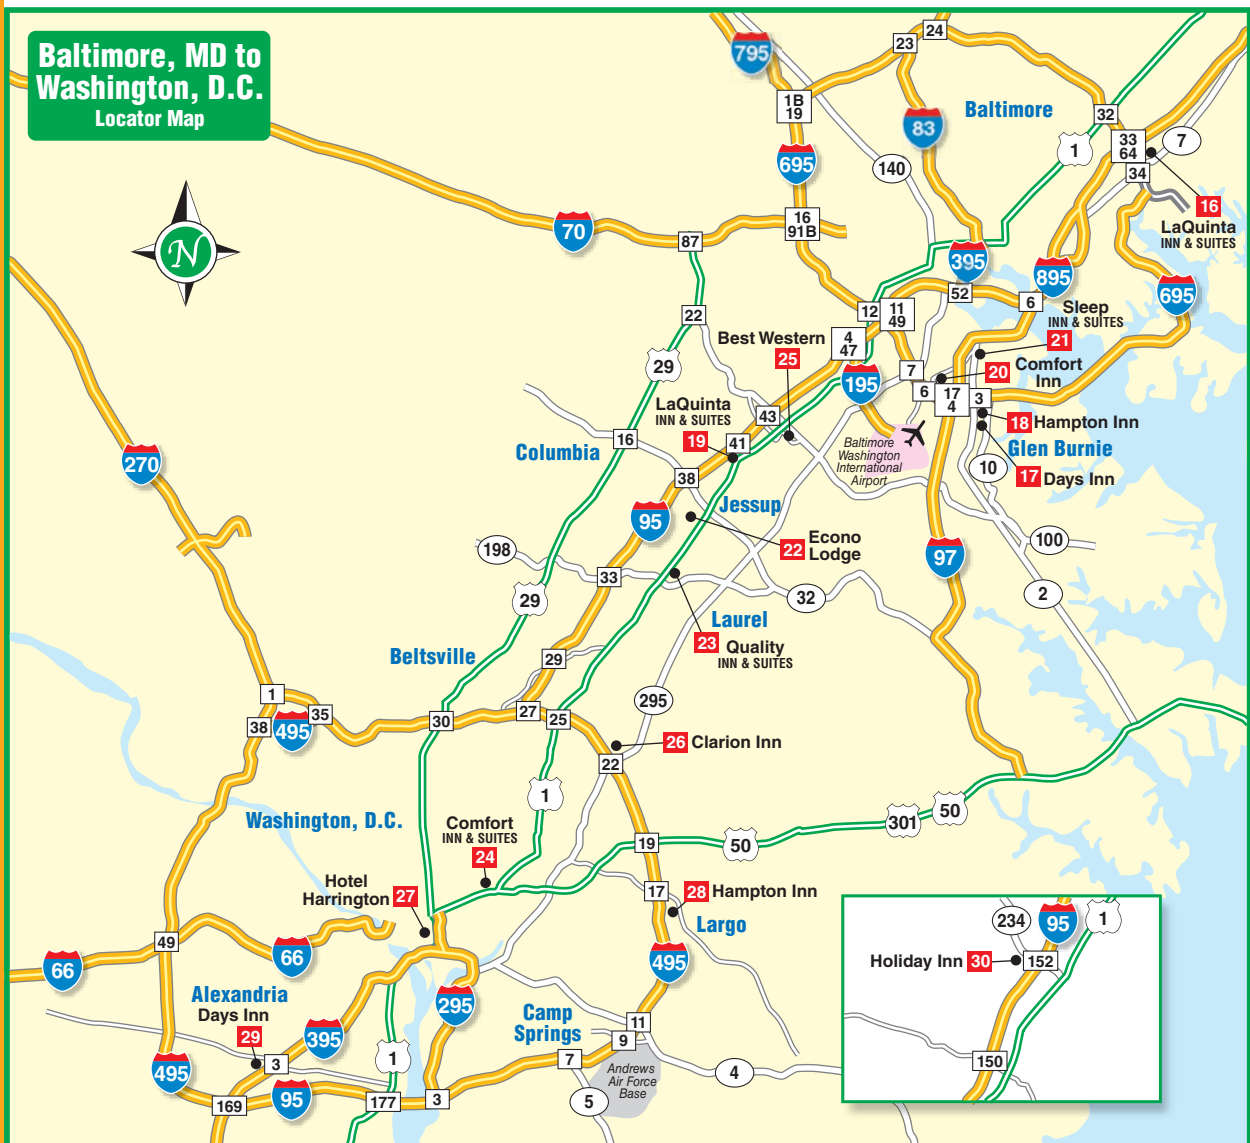 Baltimore, MD to
Washington, D.C.
Locator Map
795
23
24
1B
19
83
Baltimore
32
1
33
64
7
34
695
140
16
LaQuinta
INN & SUITES
N
70
87
16
91B
395
895
695
52
6
22
12
11
49
Sleep
INN & SUITES
21
Best Western
25
4
47
29
195
7
20
Comfort
Inn
6
17
4
3
LaQuinta
INN & SUITES
19
43
18
Hampton Inn
Columbia
16
41
Baltimore
Washington
International
Airport
Glen Burnie
10
17
Days Inn
270
38
Jessup
95
22
Econo
Lodge
198
100
97
33
29
32
2
Laurel
23
Quality
INN & SUITES
Beltsville
29
1
295
38
495
35
30
27
25
26
Clarion Inn
22
1
Washington, D.C.
Comfort
INN & SUITES
24
19
50
301
50
Hotel
Harrington
27
17
28
Hampton Inn
Largo
234
95
1
49
66
66
495
Holiday Inn
30
152
Alexandria
Days Inn
29
295
Camp
Springs
395
11
9
3
1
7
Andrews
Air Force
Base
4
150
495
95
169
177
3
5